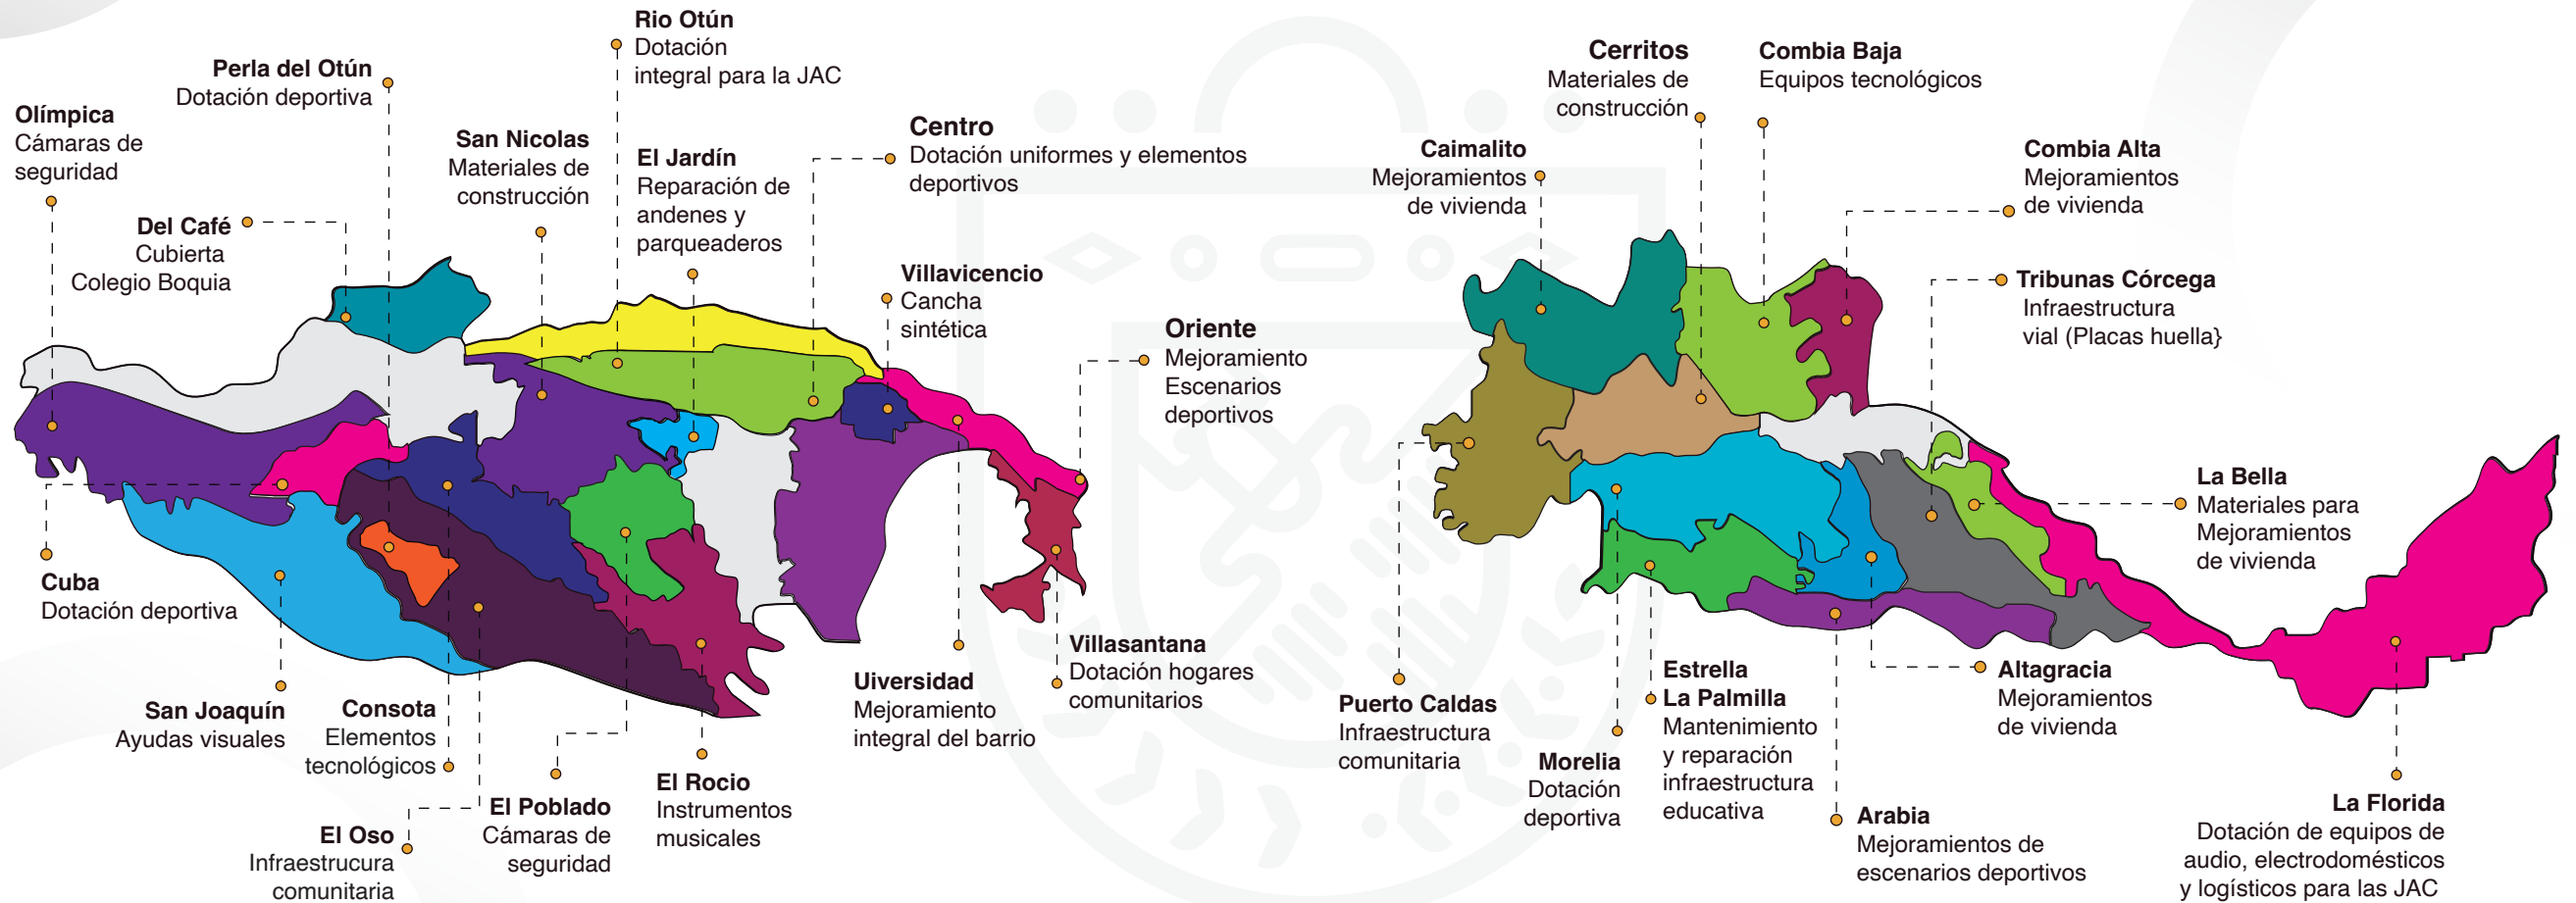 Olímpica
Cámaras de
seguridad
Perla del Otún
Dotación deportiva
Del Café
Cubierta
Colegio Boquia
Rio Otún
Dotación
integral para la JAC
San Nicolas
Materiales de
construcción
El Jardín
Reparación de
andenes y
parqueaderos
Centro
Dotación uniformes y elementos
deportivos
Villavicencio
Cancha
sintética
Oriente
Mejoramiento
Escenarios
deportivos
Cuba
Dotación deportiva
San Joaquín
Ayudas visuales
Consota
Elementos
tecnológicos
El Oso
Infraestrucura
comunitaria
El Poblado
Cámaras de
seguridad
El Rocio
Instrumentos
musicales
Uiversidad
Mejoramiento
integral del barrio
Villasantana
Dotación hogares
comunitarios
Cerritos
Materiales de
construcción
Combia Baja
Equipos tecnológicos
Caimalito
Mejoramientos
de vivienda
Combia Alta
Mejoramientos
de vivienda
Tribunas Córcega
Infraestructura
vial (Placas huella}
La Bella
Materiales para
Mejoramientos
de vivienda
Puerto Caldas
Infraestructura
comunitaria
Morelia
Dotación
deportiva
Estrella
La Palmilla
Mantenimiento
y reparación
infraestructura
educativa
Altagracia
Mejoramientos
de vivienda
Arabia
Mejoramientos de
escenarios deportivos
La Florida
Dotación de equipos de
audio, electrodomésticos
y logísticos para las JAC